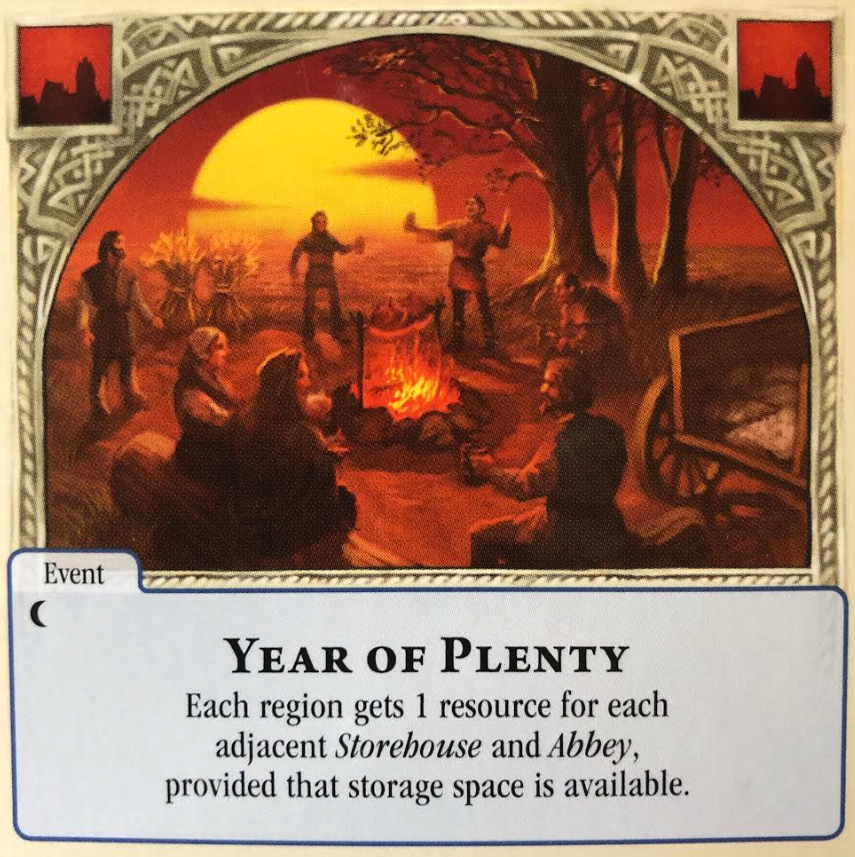 Event
YEAR OF PLENTY
Each region gets 1 resource for each
adjacent Storehouse and Abbey,
provided that storage space is available.